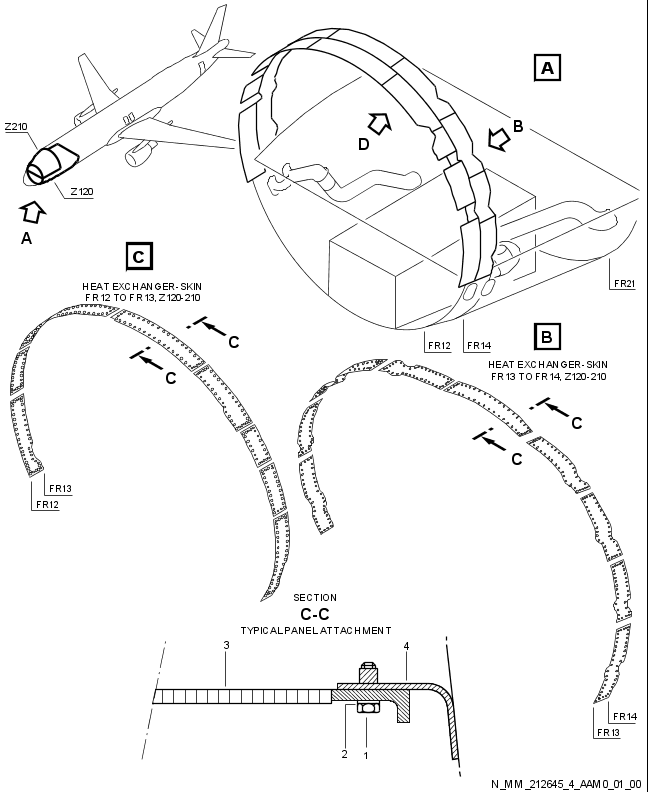 A
Z210
B
D
Z120
A
C
FR21
HEAT EXCHANGER-SKIN
FR12 TO FR13, Z120-210
FR12
FR14
B
C
HEAT EXCHANGER-SKIN
FR13 TO FR14, Z120-210
C
C
C
FR13
FR12
SECTION
C-C
TYPICAL PANEL ATTACHMENT
3
4
FR14
FR13
2
1
N_MM_212645_4_AAM0_01_00